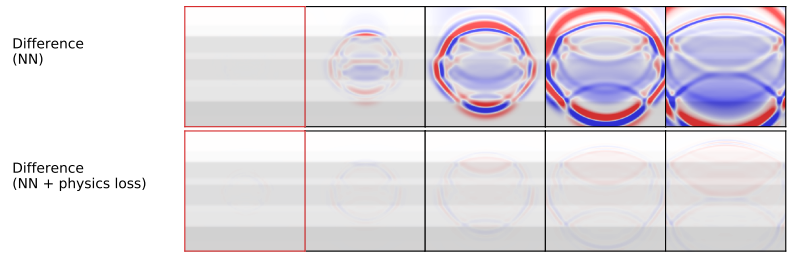 Difference
(NN)
Difference
(NN + physics loss)